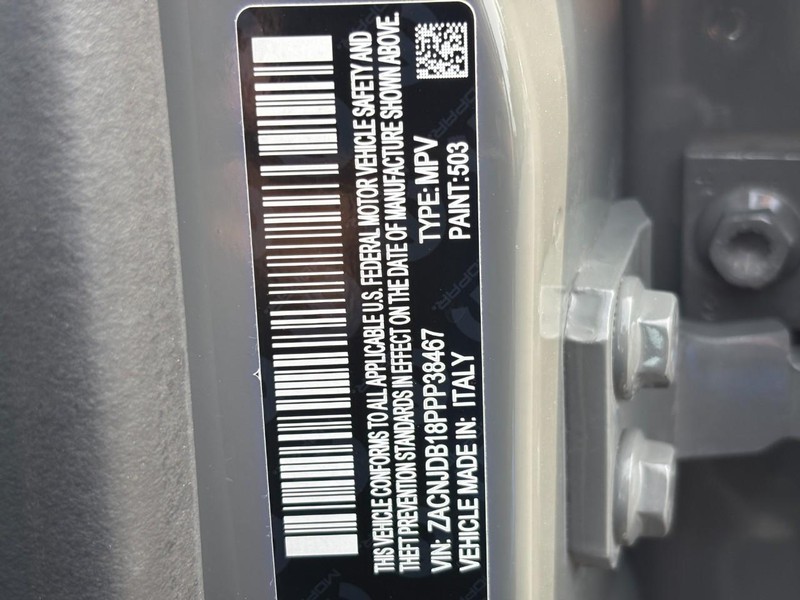 THIS VEHICLE CONFORMS TO ALL APPLICABLE U.S. FEDERAL MOTOR VEHICLE SAFETY AND
THEFT PREVENTION STANDARDS IN EFFECT ON THE DATE OF MANUFACTURE SHOWN ABOVE.
VIN: ZACNJDB18PPP38467 TYPE: MPV
VEHICLE MADE IN: ITALY PAINT: 503
MOPAR